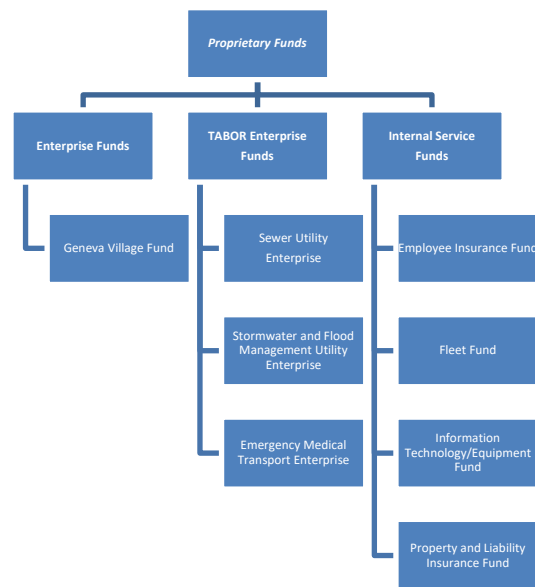 Proprietary Funds
Enterprise Funds
TABOR Enterprise
Funds
Internal Service
Funds
Geneva Village Fund
Sewer Utility
Enterprise
Employee Insurance Fund
Stormwater and Flood
Management Utility
Enterprise
Fleet Fund
Emergency Medical
Transport Enterprise
Information
Technology/Equipment
Fund
Property and Liability
Insurance Fund